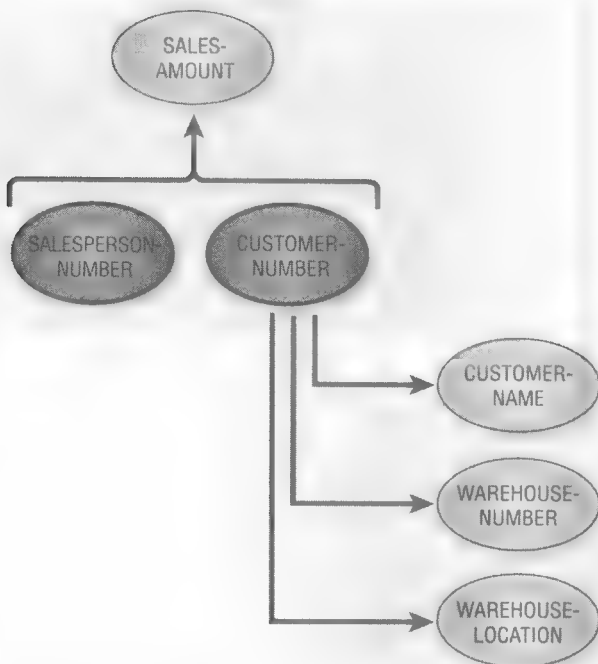 SALES-
AMOUNT
SALESPERSON-
NUMBER
CUSTOMER-
NUMBER
CUSTOMER-
NAME
WAREHOUSE-
NUMBER
WAREHOUSE-
LOCATION